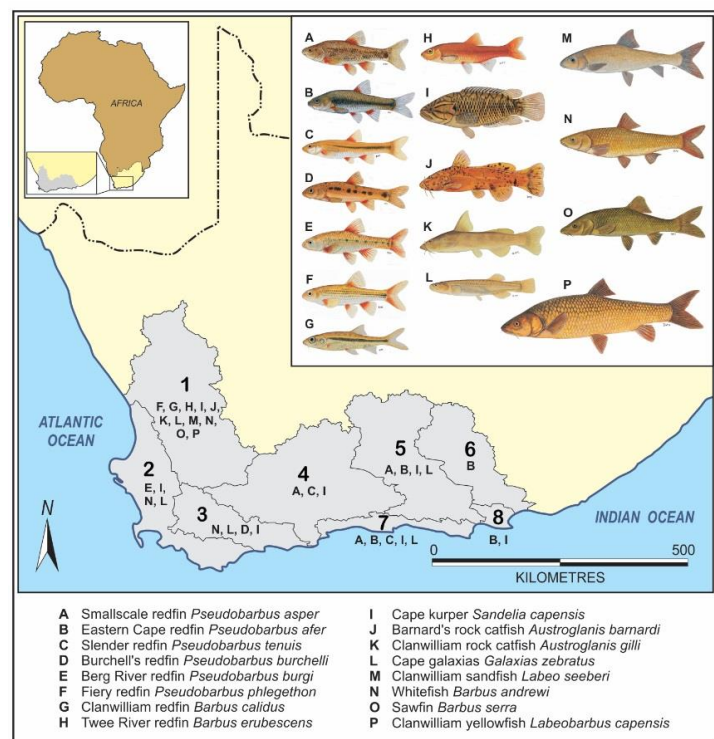 AFRICA
A
B
C
D
E
F
G
H
I
J
K
L
M
N
O
P
ATLANTIC
OCEAN
N
1
F, G, H, I, J,
K, L, M, N,
O, P
2
E, I,
N, L
3
N, L, D, I
4
A, C, I
5
A, B, I, L
6
B
7
A, B, C, I, L
8
B, I
INDIAN OCEAN
0 500
KILOMETRES
A Smallscale redfin Pseudobarbus asper
B Eastern Cape redfin Pseudobarbus afer
C Slender redfin Pseudobarbus tenuis
D Burchell's redfin Pseudobarbus burchelli
E Berg River redfin Pseudobarbus burgi
F Fiery redfin Pseudobarbus phlegethon
G Clanwilliam redfin Barbus calidus
H Twee River redfin Barbus erubescens
I Cape kurper Sandelia capensis
J Barnard's rock catfish Austroglanis barnardi
K Clanwilliam rock catfish Austroglanis gilli
L Cape galaxias Galaxias zebratus
M Clanwilliam sandfish Labeo seeberi
N Whitefish Barbus andrewi
O Sawfin Barbus serra
P Clanwilliam yellowfish Labeobarbus capensis